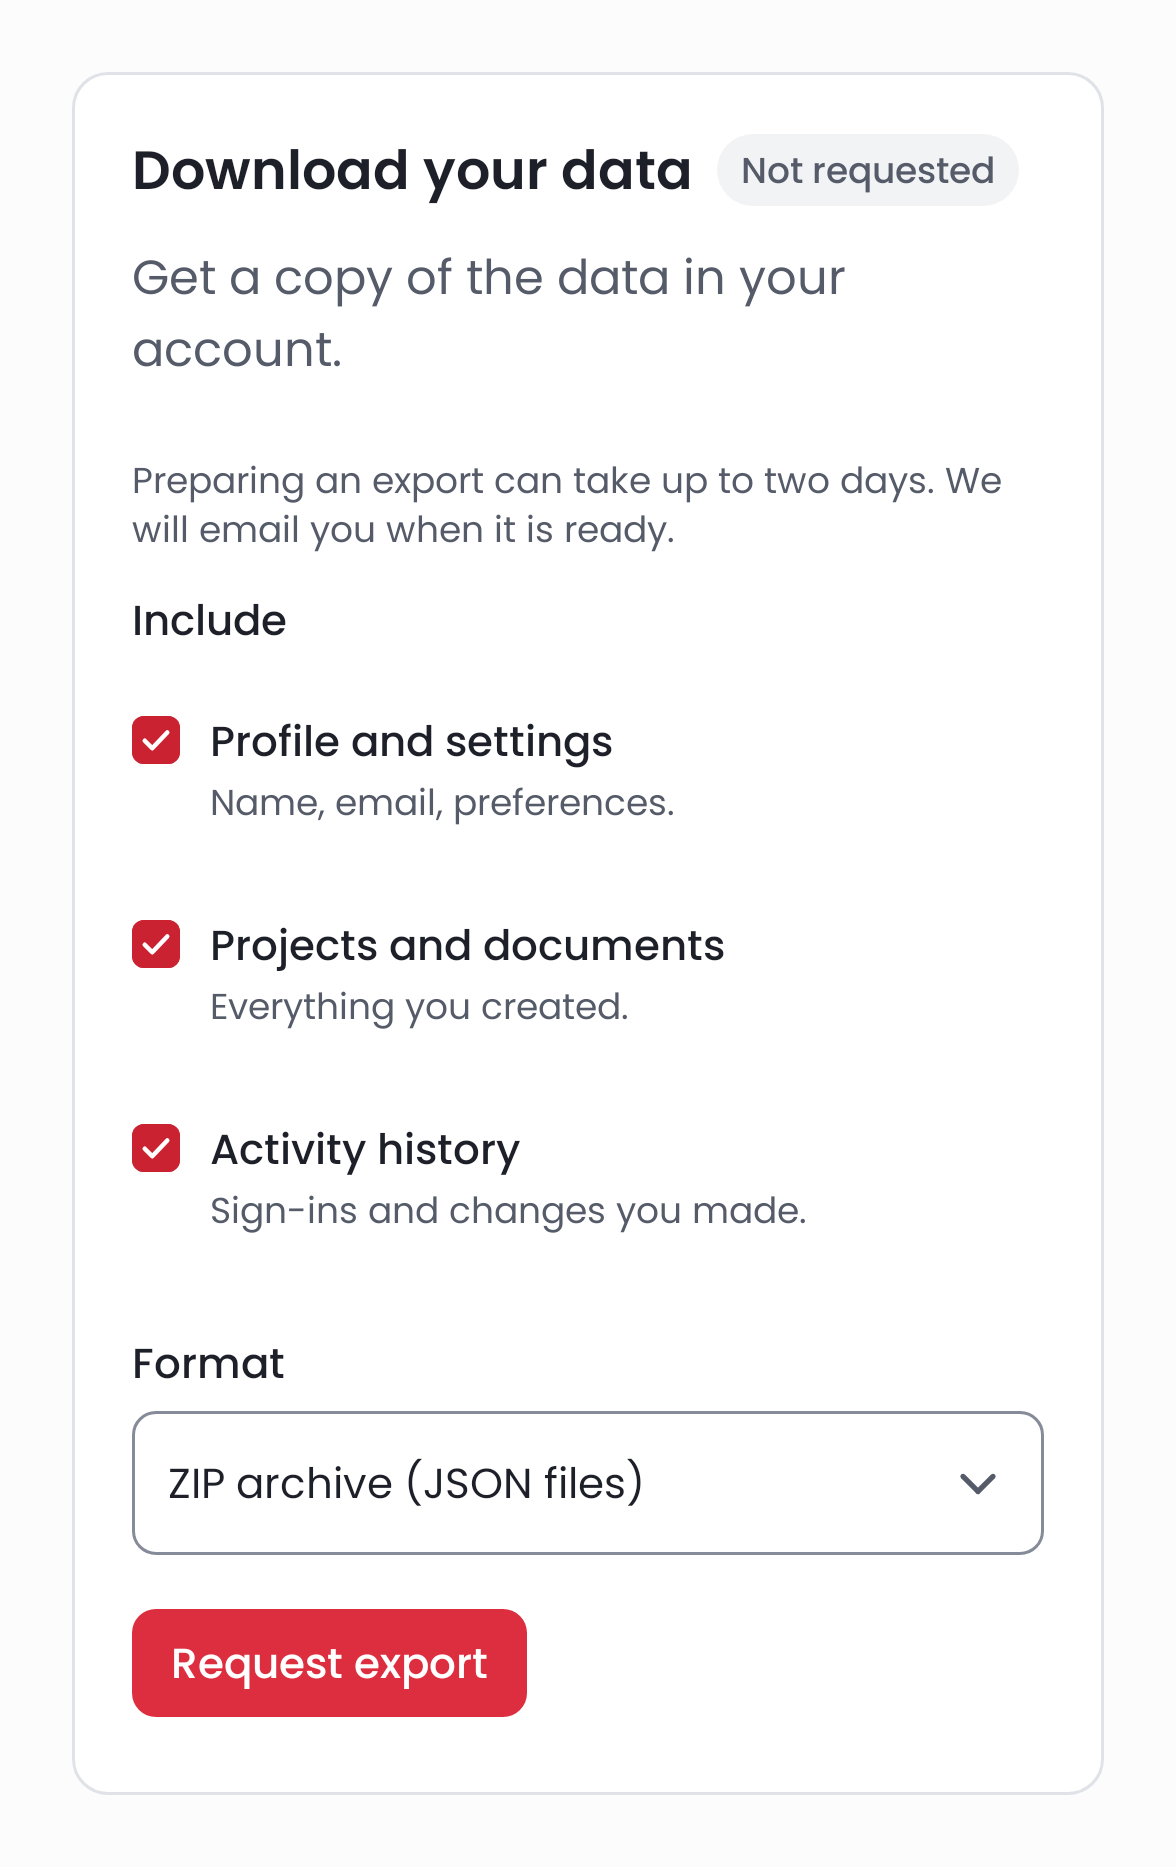 Download your data
Not requested
Get a copy of the data in your
account.
Preparing an export can take up to two days. We
will email you when it is ready.
Include
Profile and settings
Name, email, preferences.
Projects and documents
Everything you created.
Activity history
Sign-ins and changes you made.
Format
ZIP archive (JSON files)
Request export